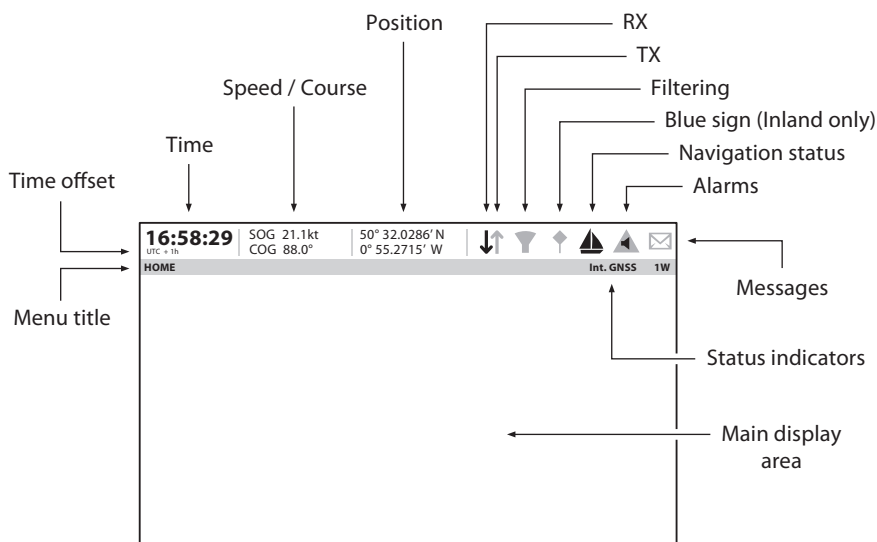 Position
RX
TX
Speed / Course
Filtering
Blue sign (Inland only)
Time
Navigation status
Time offset
Alarms
16:58:29
UTC + 1h
SOG 21.1kt
COG 88.0°
50° 32.0286′ N
0° 55.2715′ W
HOME
Int. GNSS 1W
Menu title
Messages
Status indicators
Main display
area